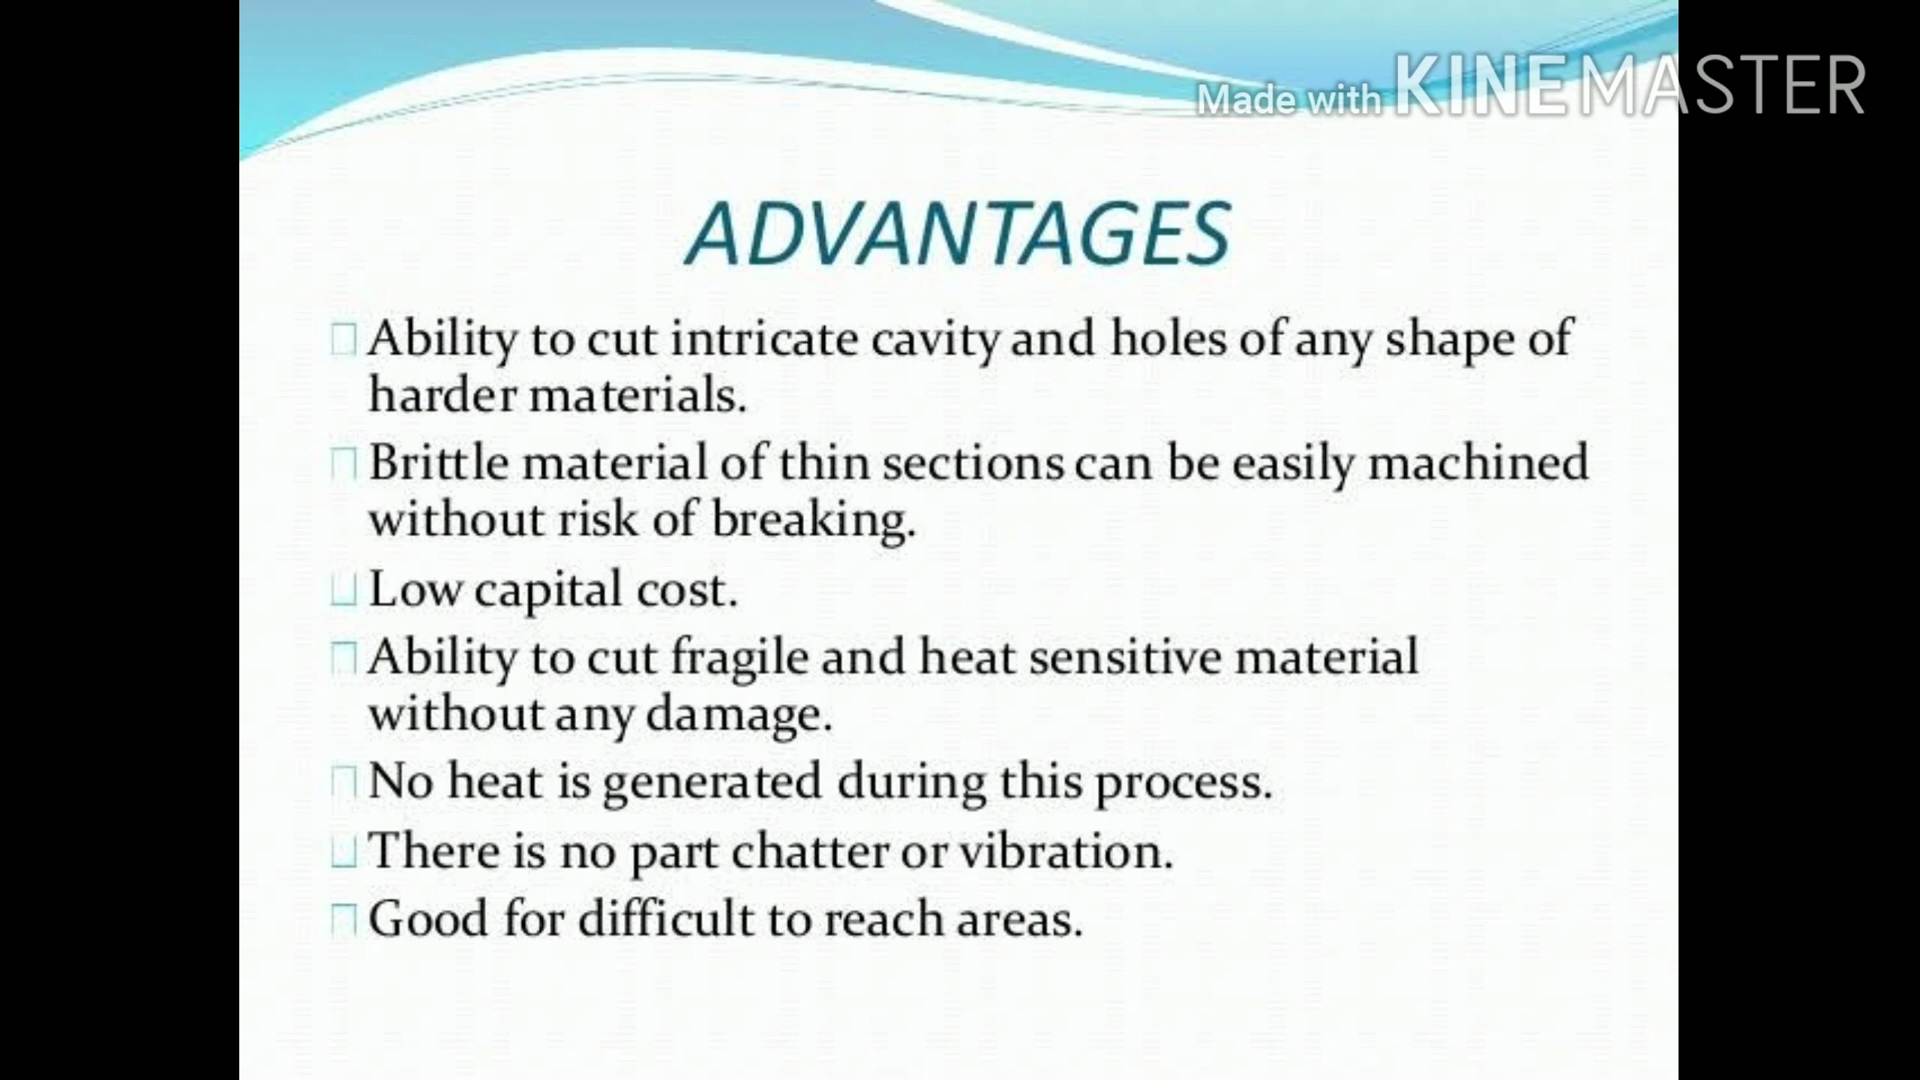 Made with KINEMASTER
ADVANTAGES
Ability to cut intricate cavity and holes of any shape of
harder materials.
Brittle material of thin sections can be easily machined
without risk of breaking.
Low capital cost.
Ability to cut fragile and heat sensitive material
without any damage.
No heat is generated during this process.
There is no part chatter or vibration.
Good for difficult to reach areas.